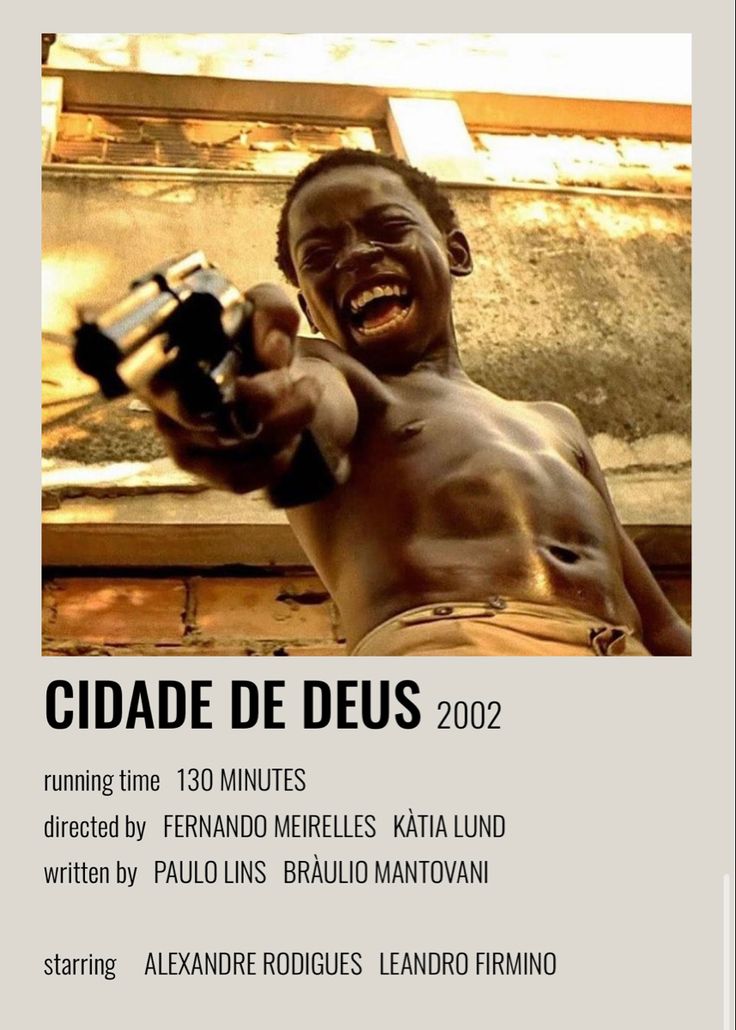 CIDADE DE DEUS 2002
running time 130 MINUTES
directed by FERNANDO MEIRELLES KÀTIA LUND
written by PAULO LINS BRÀULIO MANTOVANI
starring ALEXANDRE RODIGUES LEANDRO FIRMINO